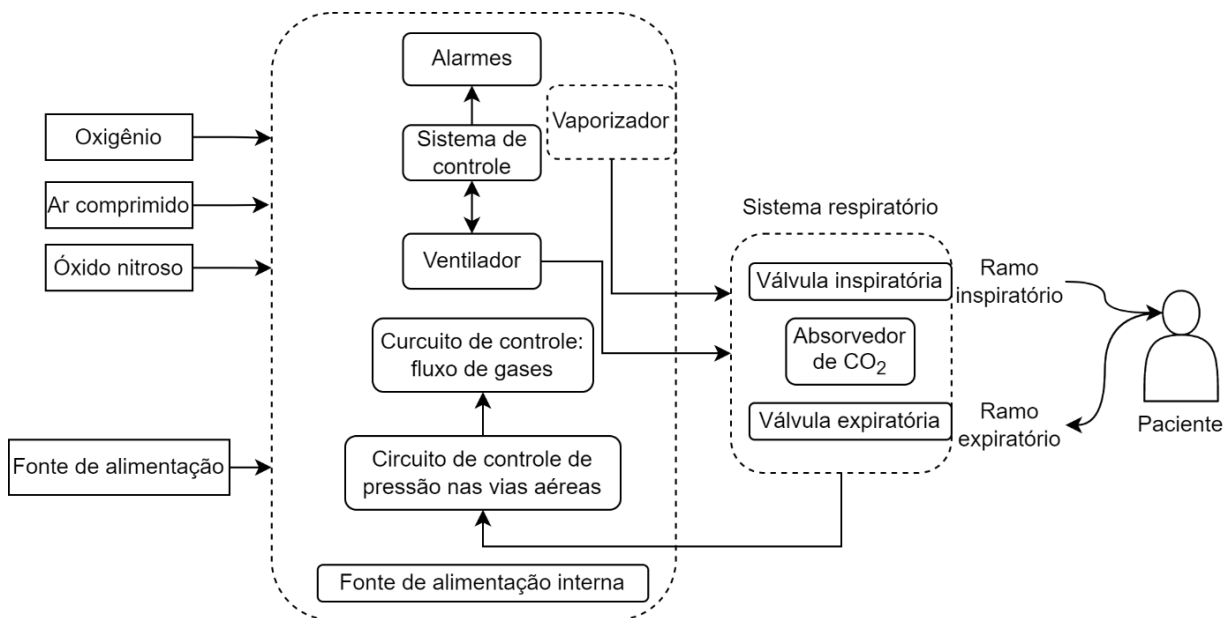 Alarmes
Vaporizador
Oxigênio
Sistema de
controle
Ar comprimido
Sistema respiratório
Óxido nitroso
Ventilador
Válvula inspiratória
Ramo
inspiratório
Curcuito de controle:
fluxo de gases
Absorvedor
de CO2
Válvula expiratória
Ramo
expiratório
Paciente
Fonte de alimentação
Circuito de controle de
pressão nas vias aéreas
Fonte de alimentação interna